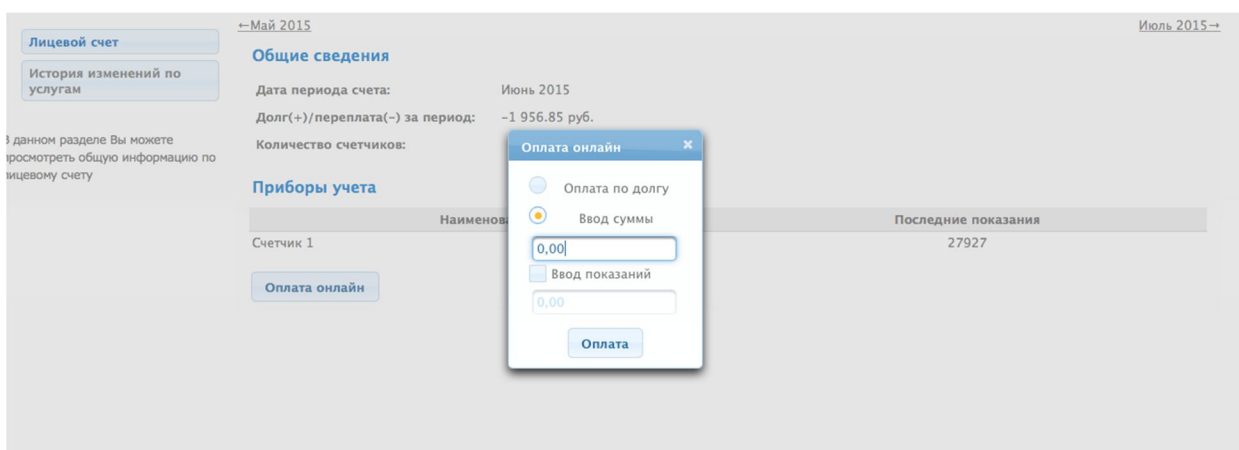 ←Май 2015
Июль 2015→
Лицевой счет
История изменений по
услугам
данном разделе Вы можете
просмотреть общую информацию по
лицевому счету
Общие сведения
Дата периода счета: Июнь 2015
Долг(+)/переплата(-) за период: -1 956.85 руб.
Количество счетчиков:
Приборы учета
Наименов
Последние показания
Счетчик 1
27927
Оплата онлайн
Оплата онлайн ×
Оплата по долгу
Ввод суммы
0,00
Ввод показаний
0,00
Оплата